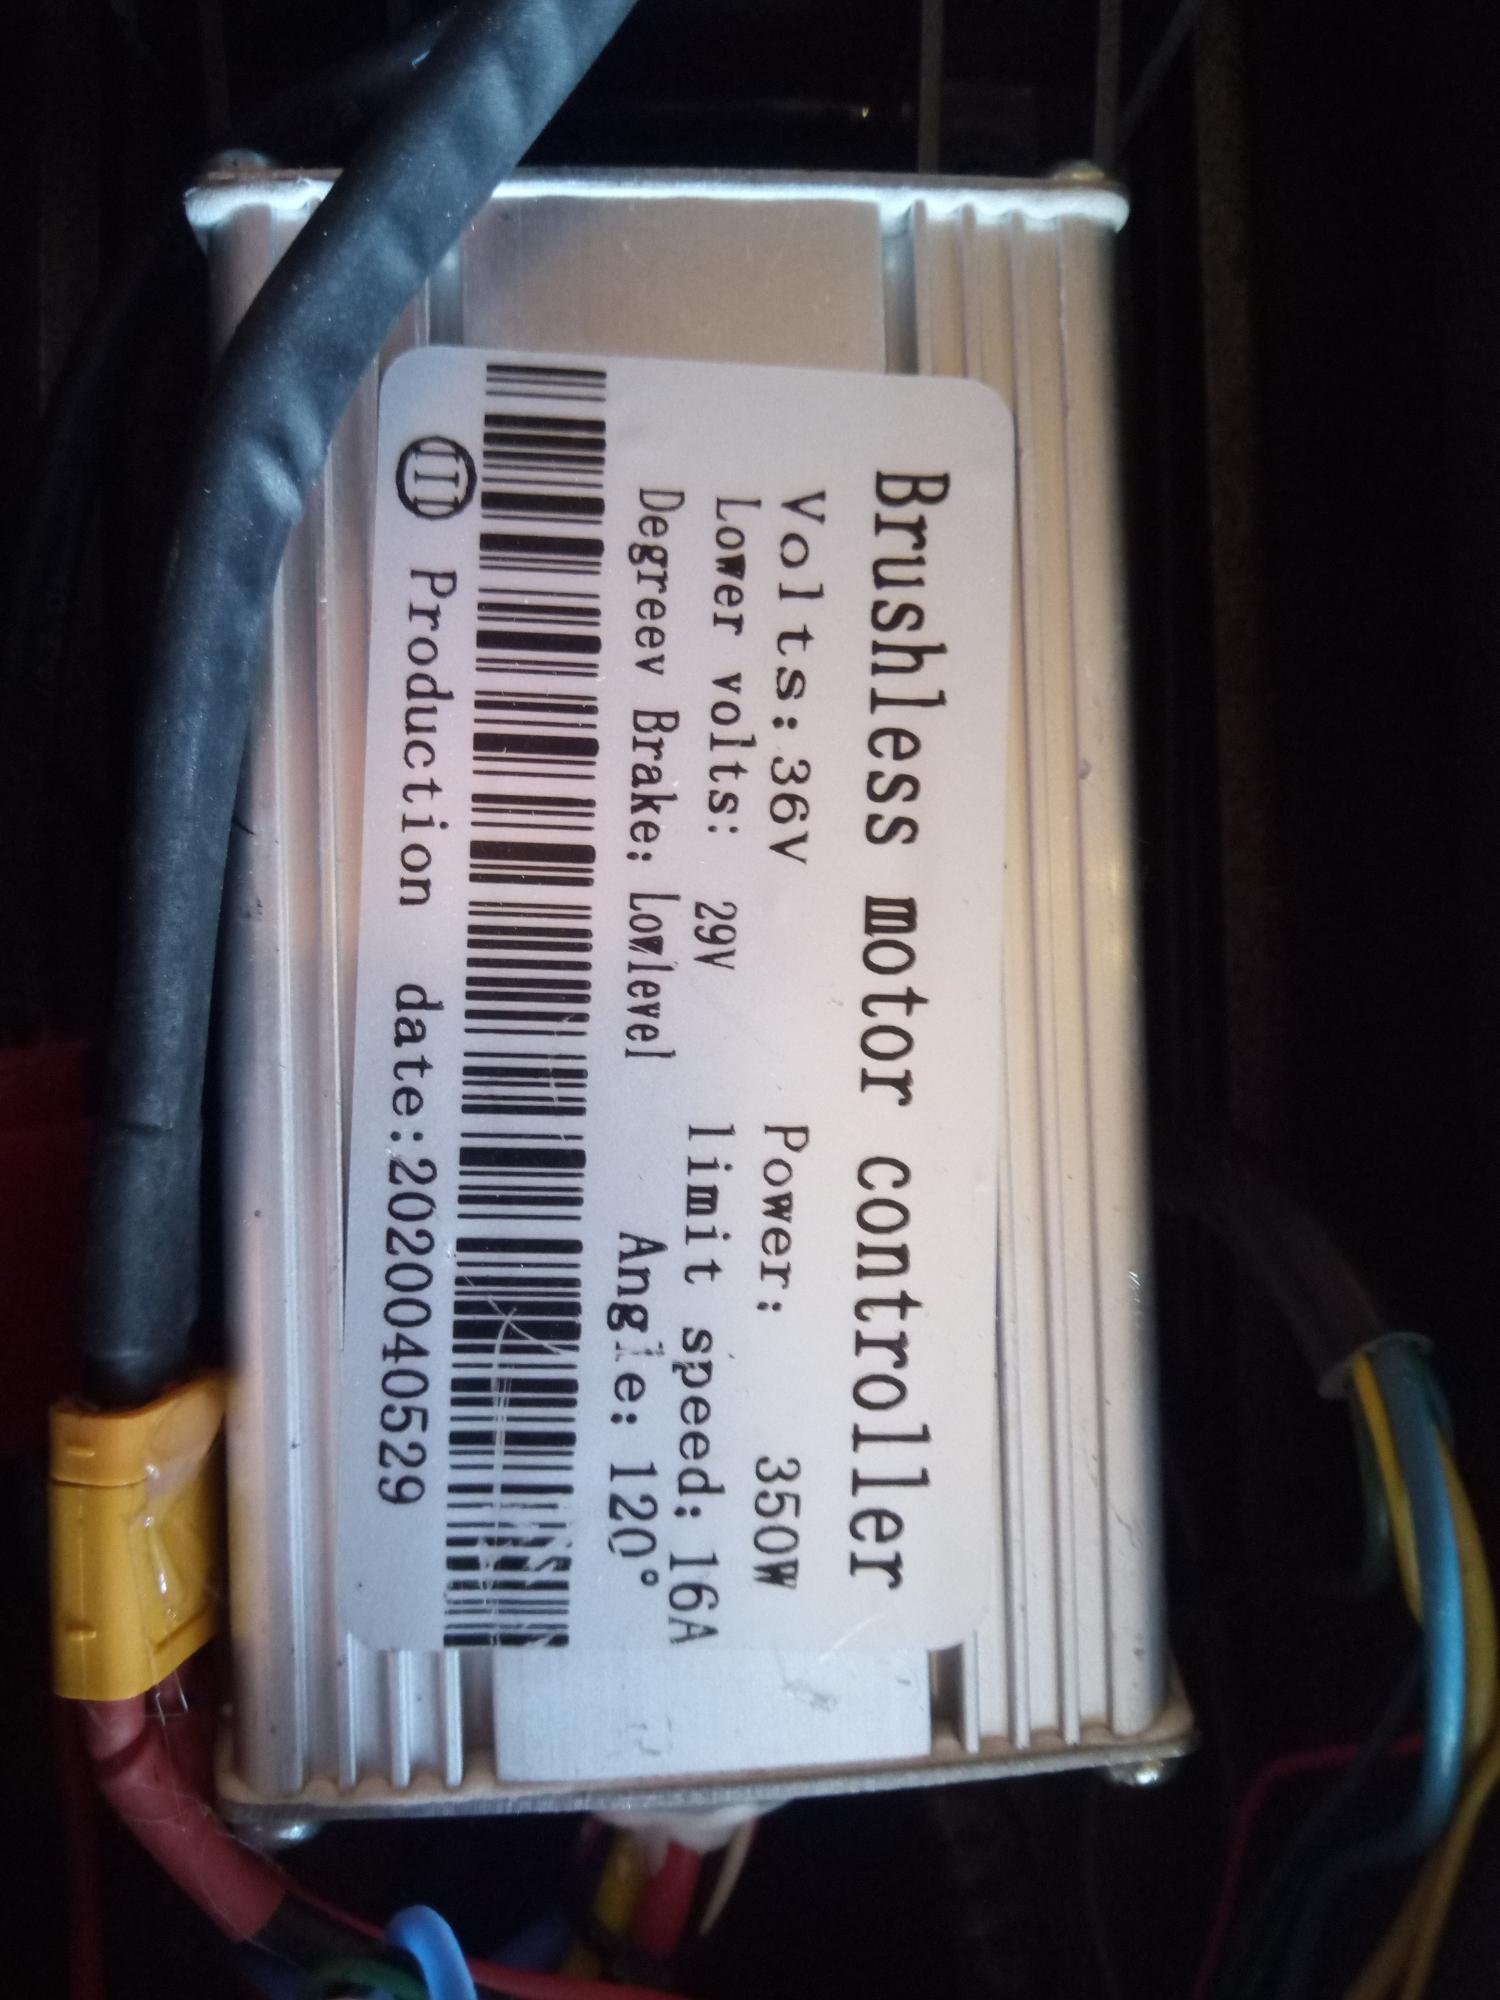 Brushless motor controller
Volts:36V Power: 350W
Lower volts: 29V limit speed:16A
Degreev Brake: Lowlevel Angle:120°
Production date:2020040529